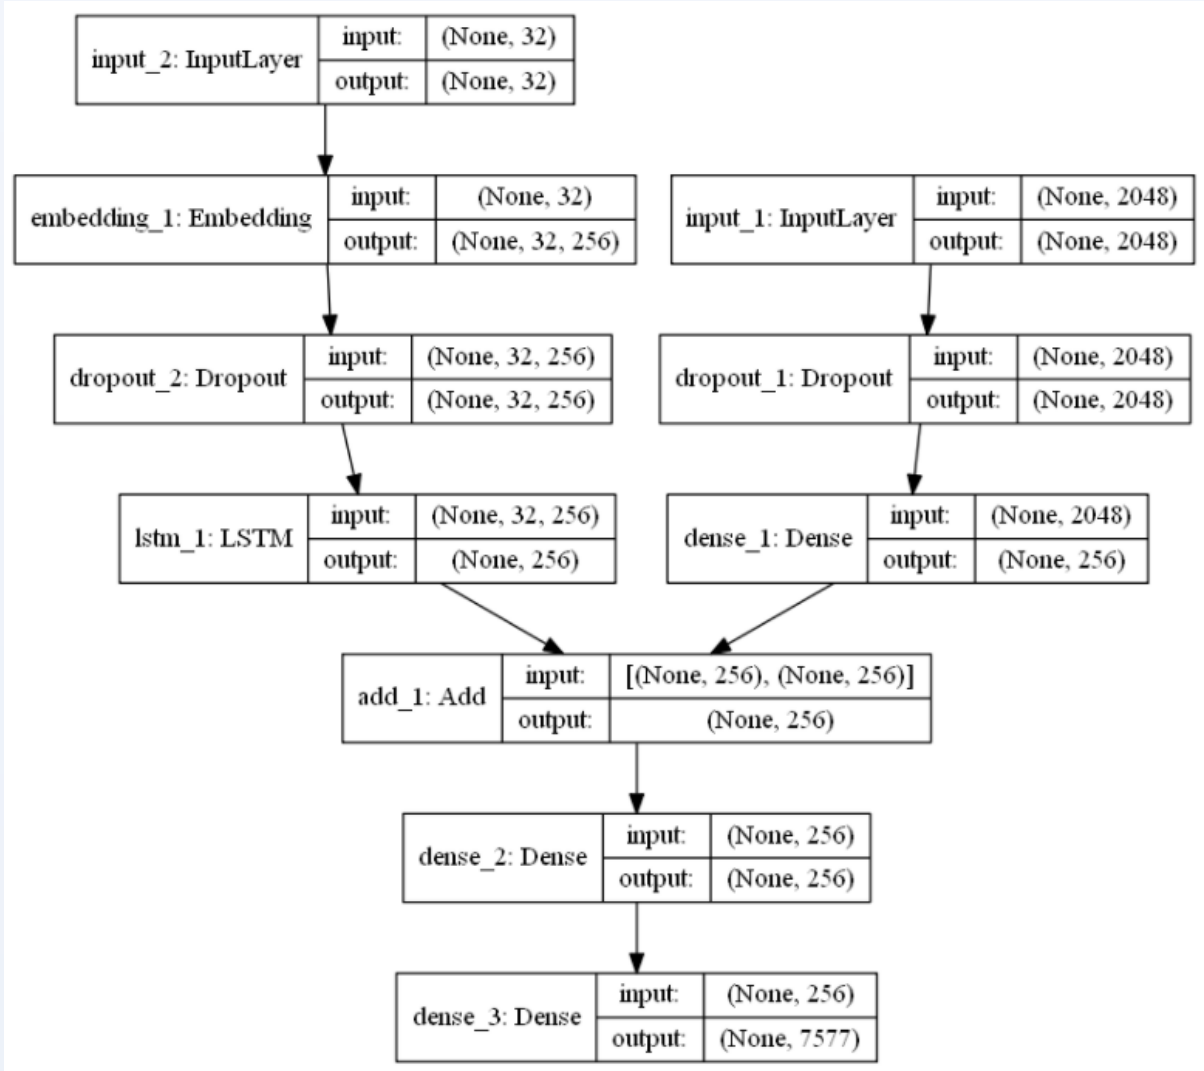 input_2: InputLayer
input: (None, 32)
output: (None, 32)
embedding_1: Embedding
input: (None, 32)
output: (None, 32, 256)
input_1: InputLayer
input: (None, 2048)
output: (None, 2048)
dropout_2: Dropout
input: (None, 32, 256)
output: (None, 32, 256)
dropout_1: Dropout
input: (None, 2048)
output: (None, 2048)
lstm_1: LSTM
input: (None, 32, 256)
output: (None, 256)
dense_1: Dense
input: (None, 2048)
output: (None, 256)
add_1: Add
input: [(None, 256), (None, 256)]
output: (None, 256)
dense_2: Dense
input: (None, 256)
output: (None, 256)
dense_3: Dense
input: (None, 256)
output: (None, 7577)